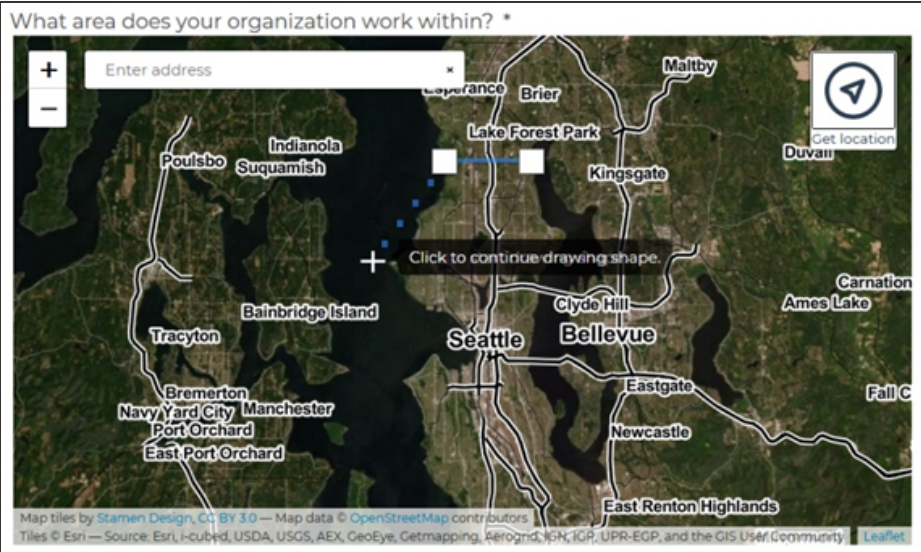 What area does your organization work within? *
+
Enter address
×
−
Get location
Esperance
Brier
Maltby
Lake Forest Park
Duvall
Poulsbo
Indianola
Suquamish
Kingsgate
Click to continue drawing shape.
Carnation
Ames Lake
Clyde Hill
Bainbridge Island
Tracyton
Seattle
Bellevue
Eastgate
Fall C
Bremerton
Navy Yard City
Manchester
Port Orchard
East Port Orchard
Newcastle
East Renton Highlands
Map tiles by Stamen Design, CC BY 3.0 — Map data © OpenStreetMap contributors
Tiles © Esri — Source: Esri, i-cubed, USDA, USGS, AEX, GeoEye, Getmapping, Aerogrid, IGN, IGP, UPR-EGP, and the GIS User Community
Leaflet